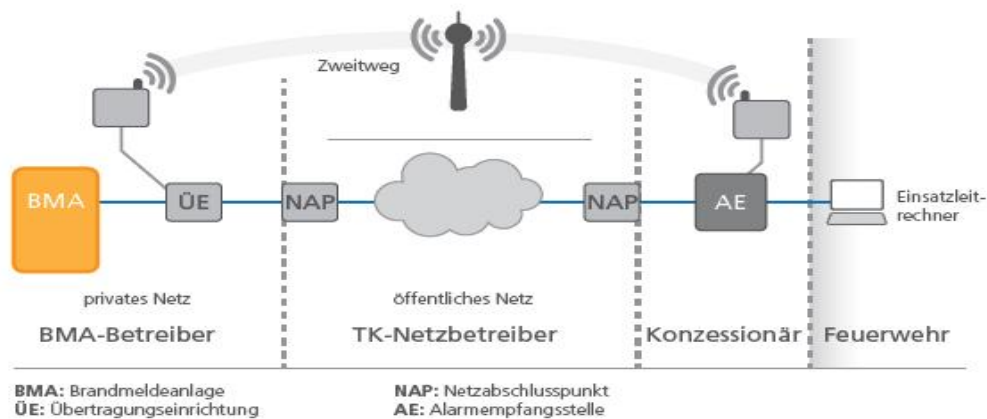 Zweitweg
BMA
ÜE
NAP
NAP
AE
Einsatzleit-
rechner
privates Netz
öffentliches Netz
BMA-Betreiber
TK-Netzbetreiber
Konzessionär
Feuerwehr
BMA: Brandmeldeanlage
NAP: Netzabschlusspunkt
ÜE: Übertragungseinrichtung
AE: Alarmempfangsstelle